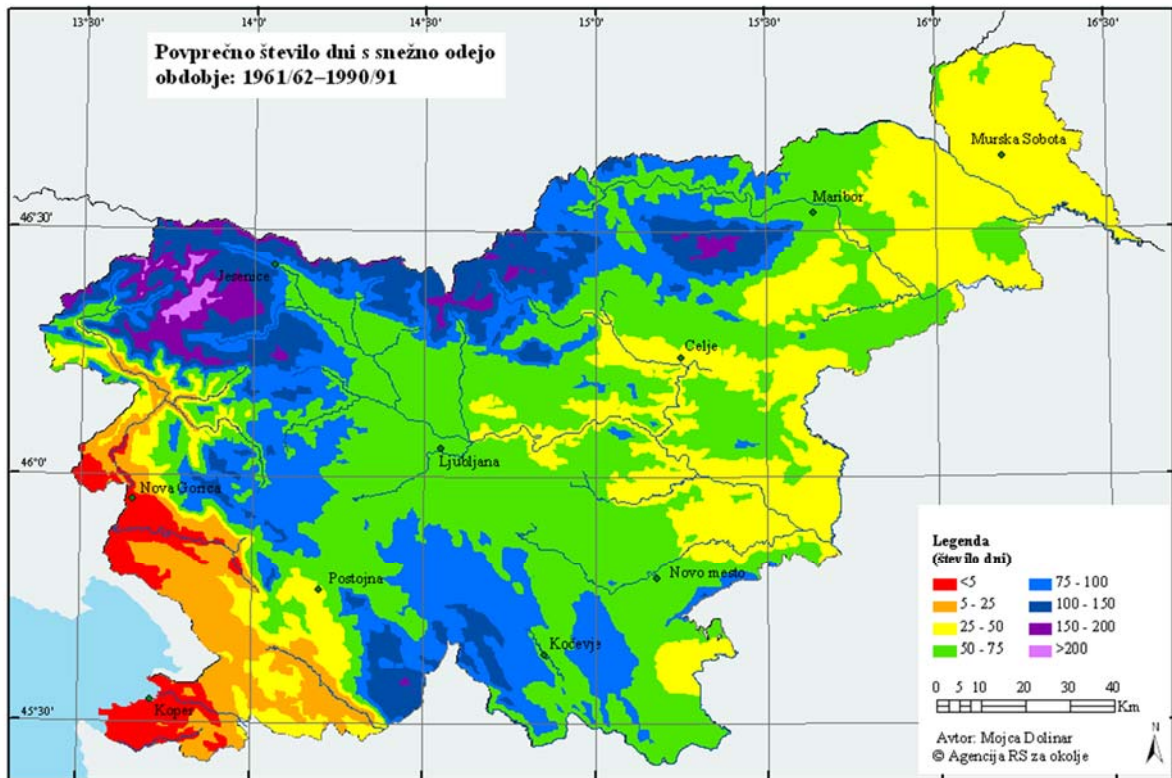 13°30' 14°0' 14°30' 15°0' 15°30' 16°0' 16°30'
Povprečno število dni s snežno odejo
obdobje: 1961/62–1990/91
Murska Sobota
Maribor
46°30'
Jesenice
Celje
Ljubljana
46°0'
Nova Gorica
Postojna
Novo mesto
Kočevje
45°30'
Koper
Legenda
(število dni)
<5 75 - 100
5 - 25 100 - 150
25 - 50 150 - 200
50 - 75 >200
0 5 10 20 30 40
Km
N
Avtor: Mojca Dolinar
© Agencija RS za okolje